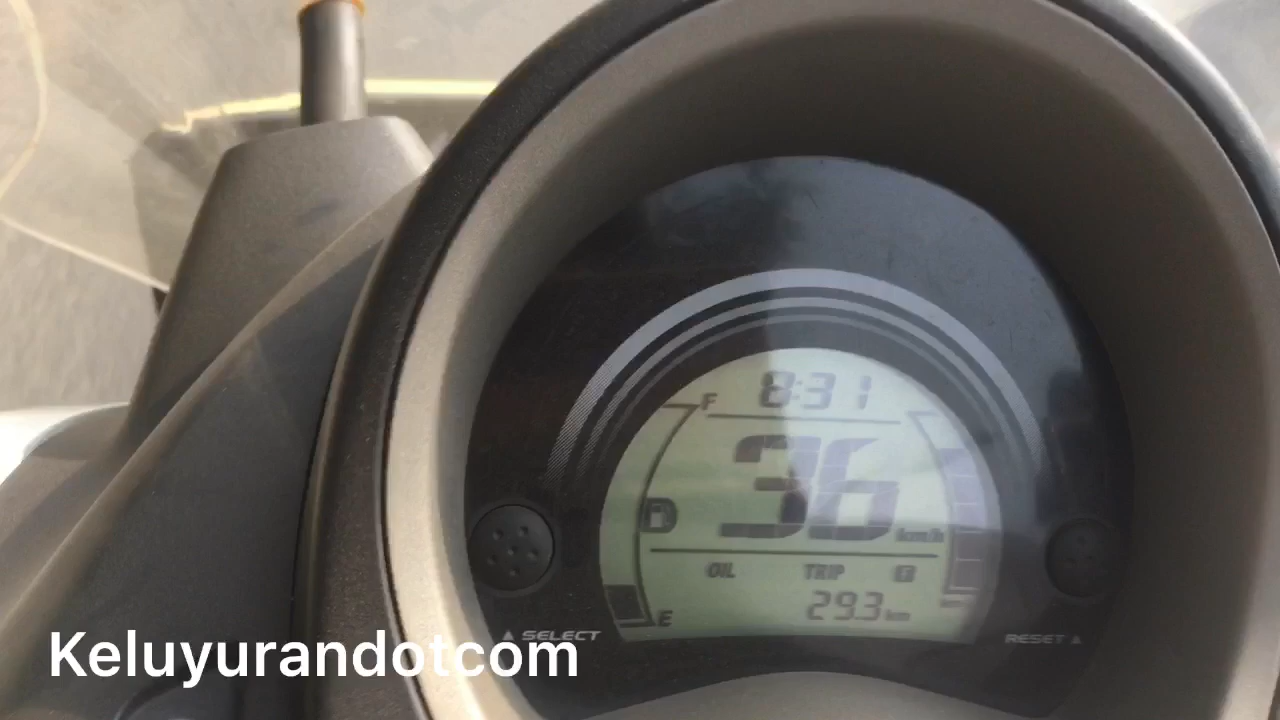 8:31
F
36 km/h
OIL TRIP F
29.3 km
E
▲ SELECT
RESET ▲
Keluyurandotcom